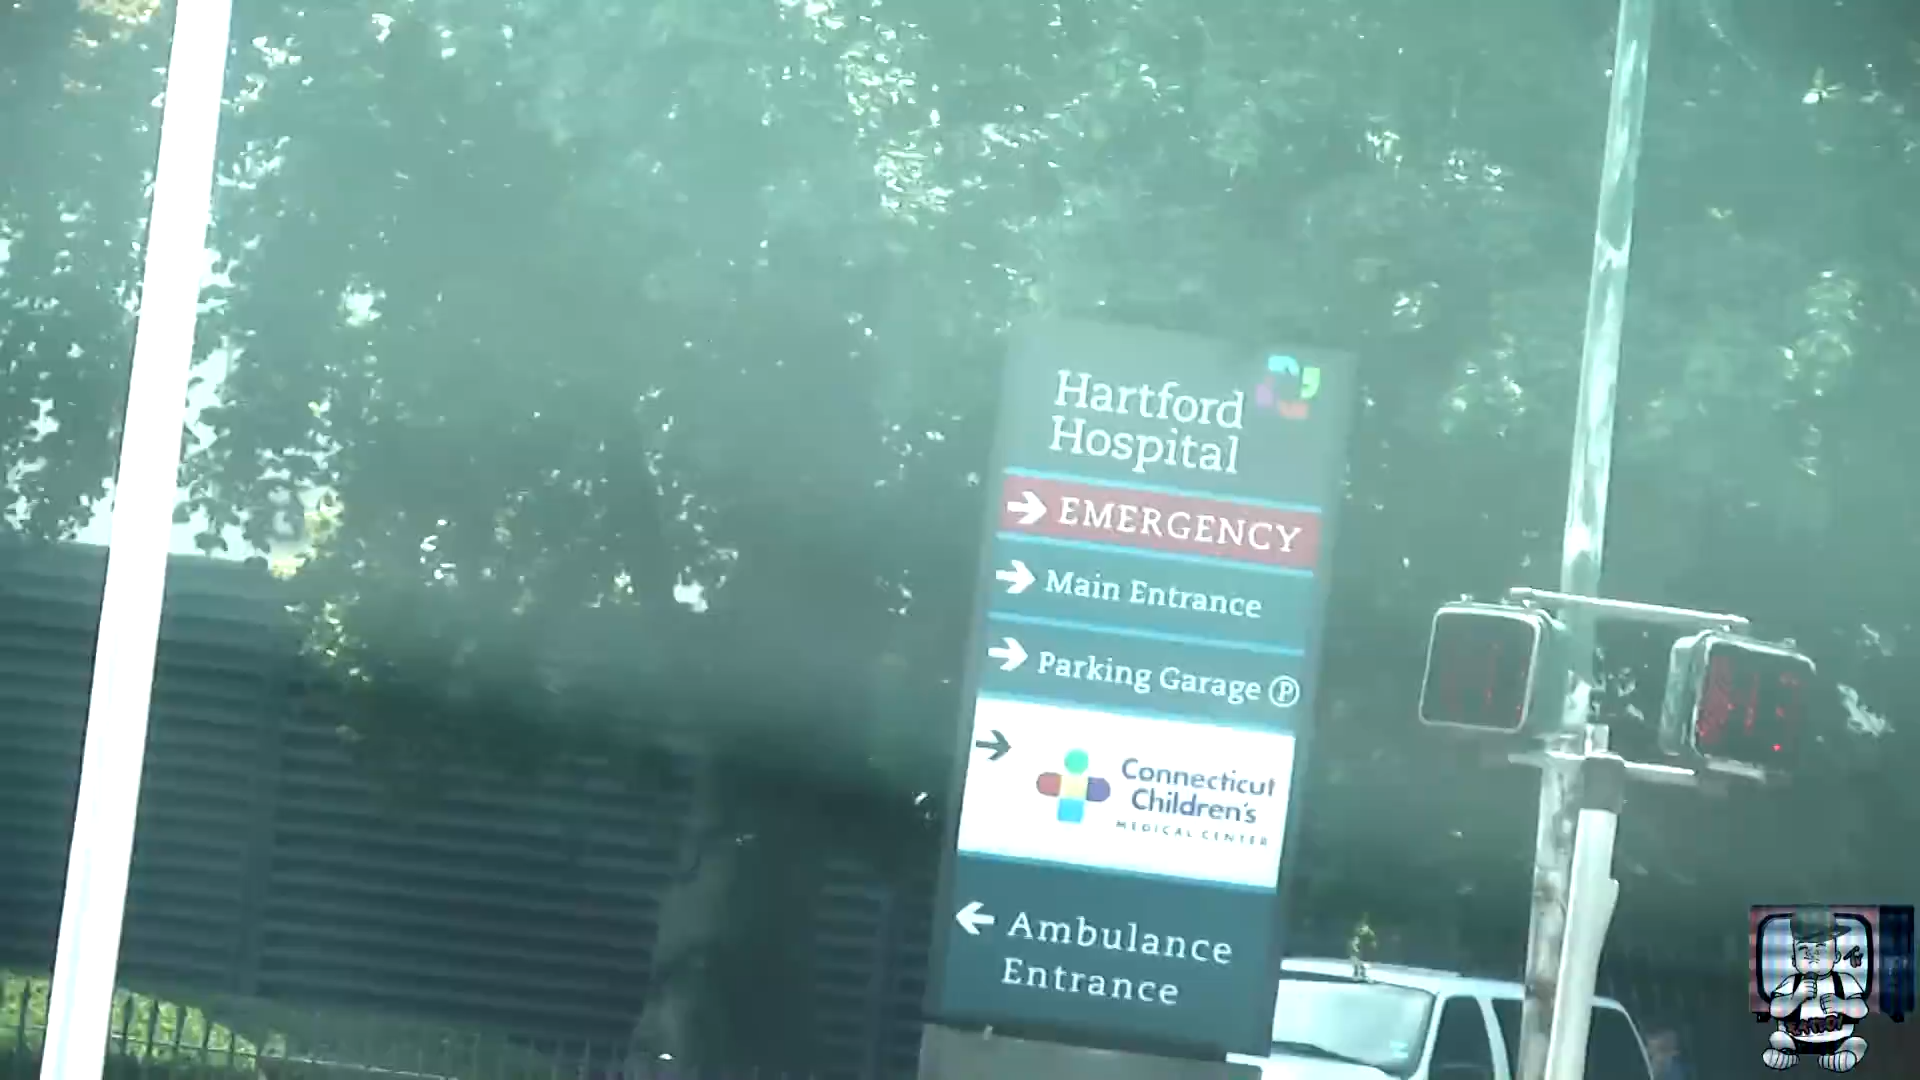 Hartford
Hospital
EMERGENCY
Main Entrance
Parking Garage P
Connecticut
Children's
MEDICAL CENTER
Ambulance
Entrance